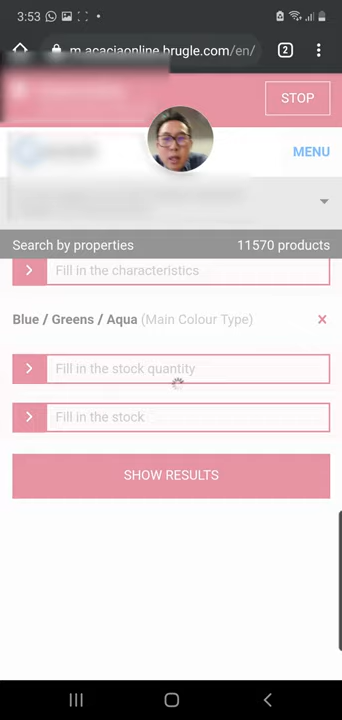 3:53
m.acaciaonline.brugle.com/en/
2
STOP
MENU
Search by properties
11570 products
Fill in the characteristics
Blue / Greens / Aqua (Main Colour Type)
Fill in the stock quantity
Fill in the stock
SHOW RESULTS